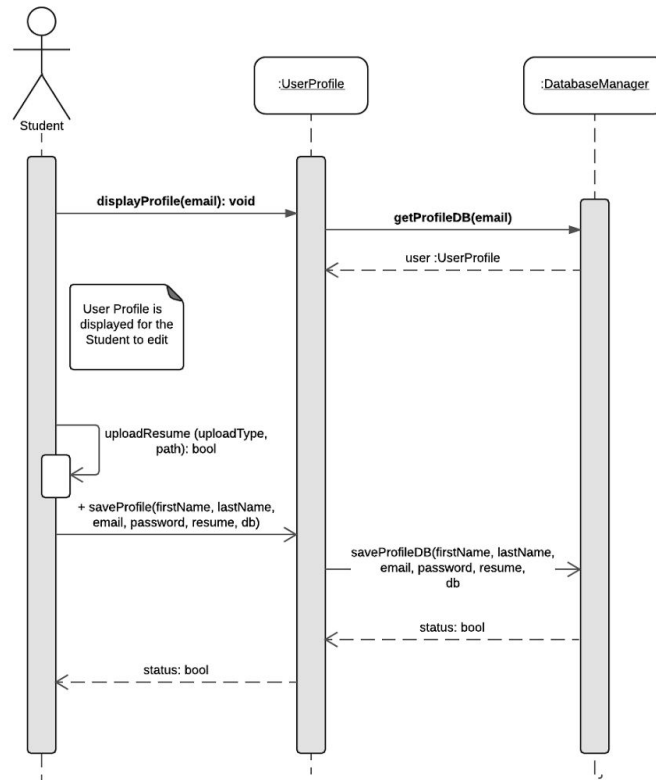 :UserProfile
:DatabaseManager
Student
displayProfile(email): void
getProfileDB(email)
user :UserProfile
User Profile is
displayed for the
Student to edit
uploadResume (uploadType,
path): bool
+ saveProfile(firstName, lastName,
email, password, resume, db)
saveProfileDB(firstName, lastName,
email, password, resume,
db
status: bool
status: bool